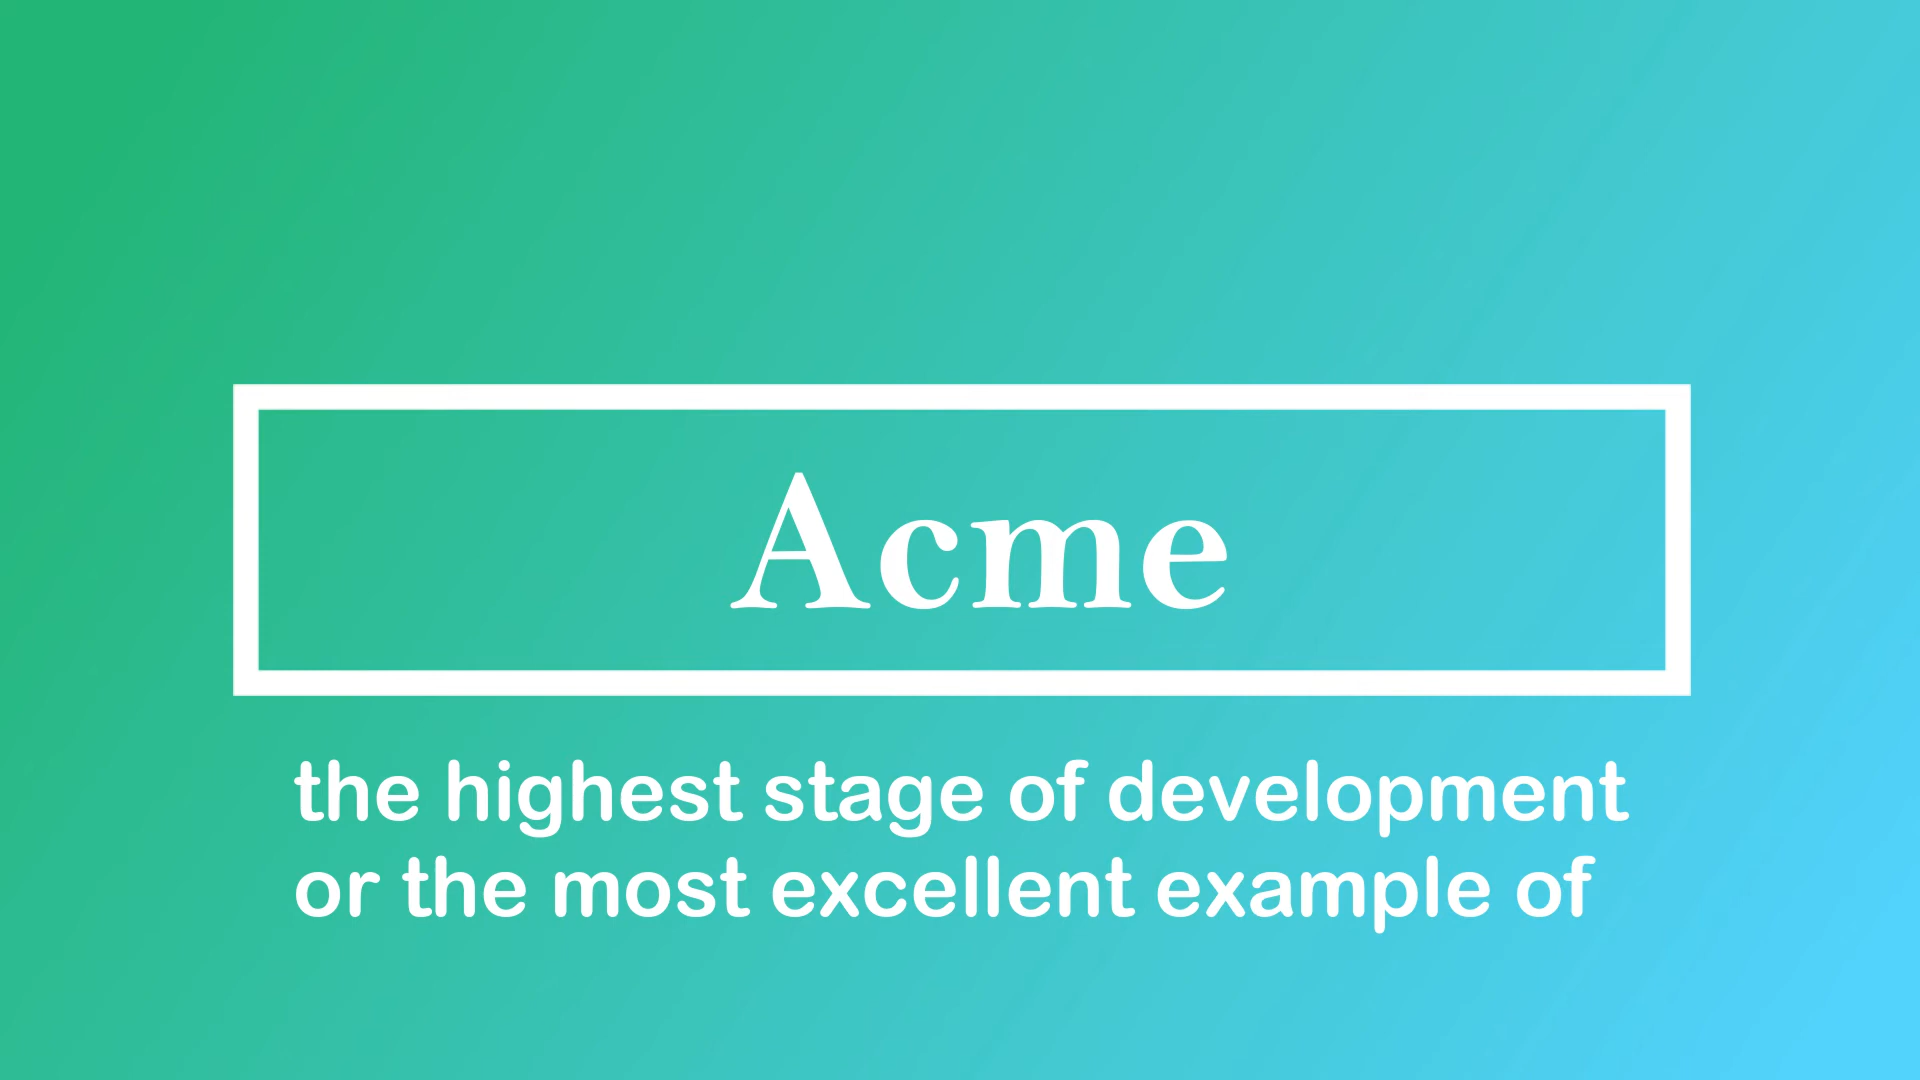 Acme
the highest stage of development
or the most excellent example of